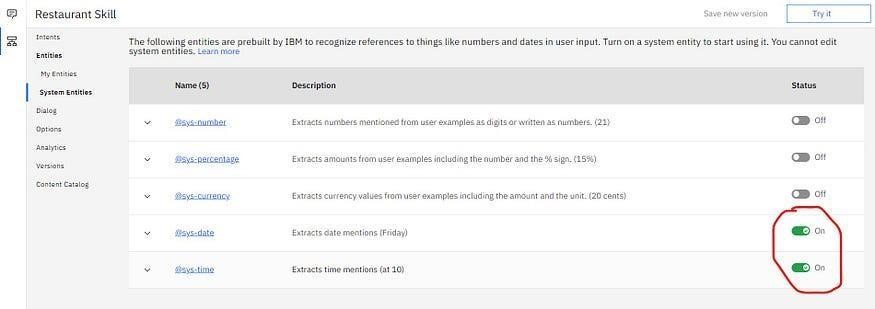 Restaurant Skill
Save new version
Try it
Intents
Entities
My Entities
System Entities
Dialog
Options
Analytics
Versions
Content Catalog
The following entities are prebuilt by IBM to recognize references to things like numbers and dates in user input. Turn on a system entity to start using it. You cannot edit
system entities. Learn more
Name (5) Description Status
@sys-number Extracts numbers mentioned from user examples as digits or written as numbers. (21) Off
@sys-percentage Extracts amounts from user examples including the number and the % sign. (15%) Off
@sys-currency Extracts currency values from user examples including the amount and the unit. (20 cents) Off
@sys-date Extracts date mentions (Friday) On
@sys-time Extracts time mentions (at 10) On